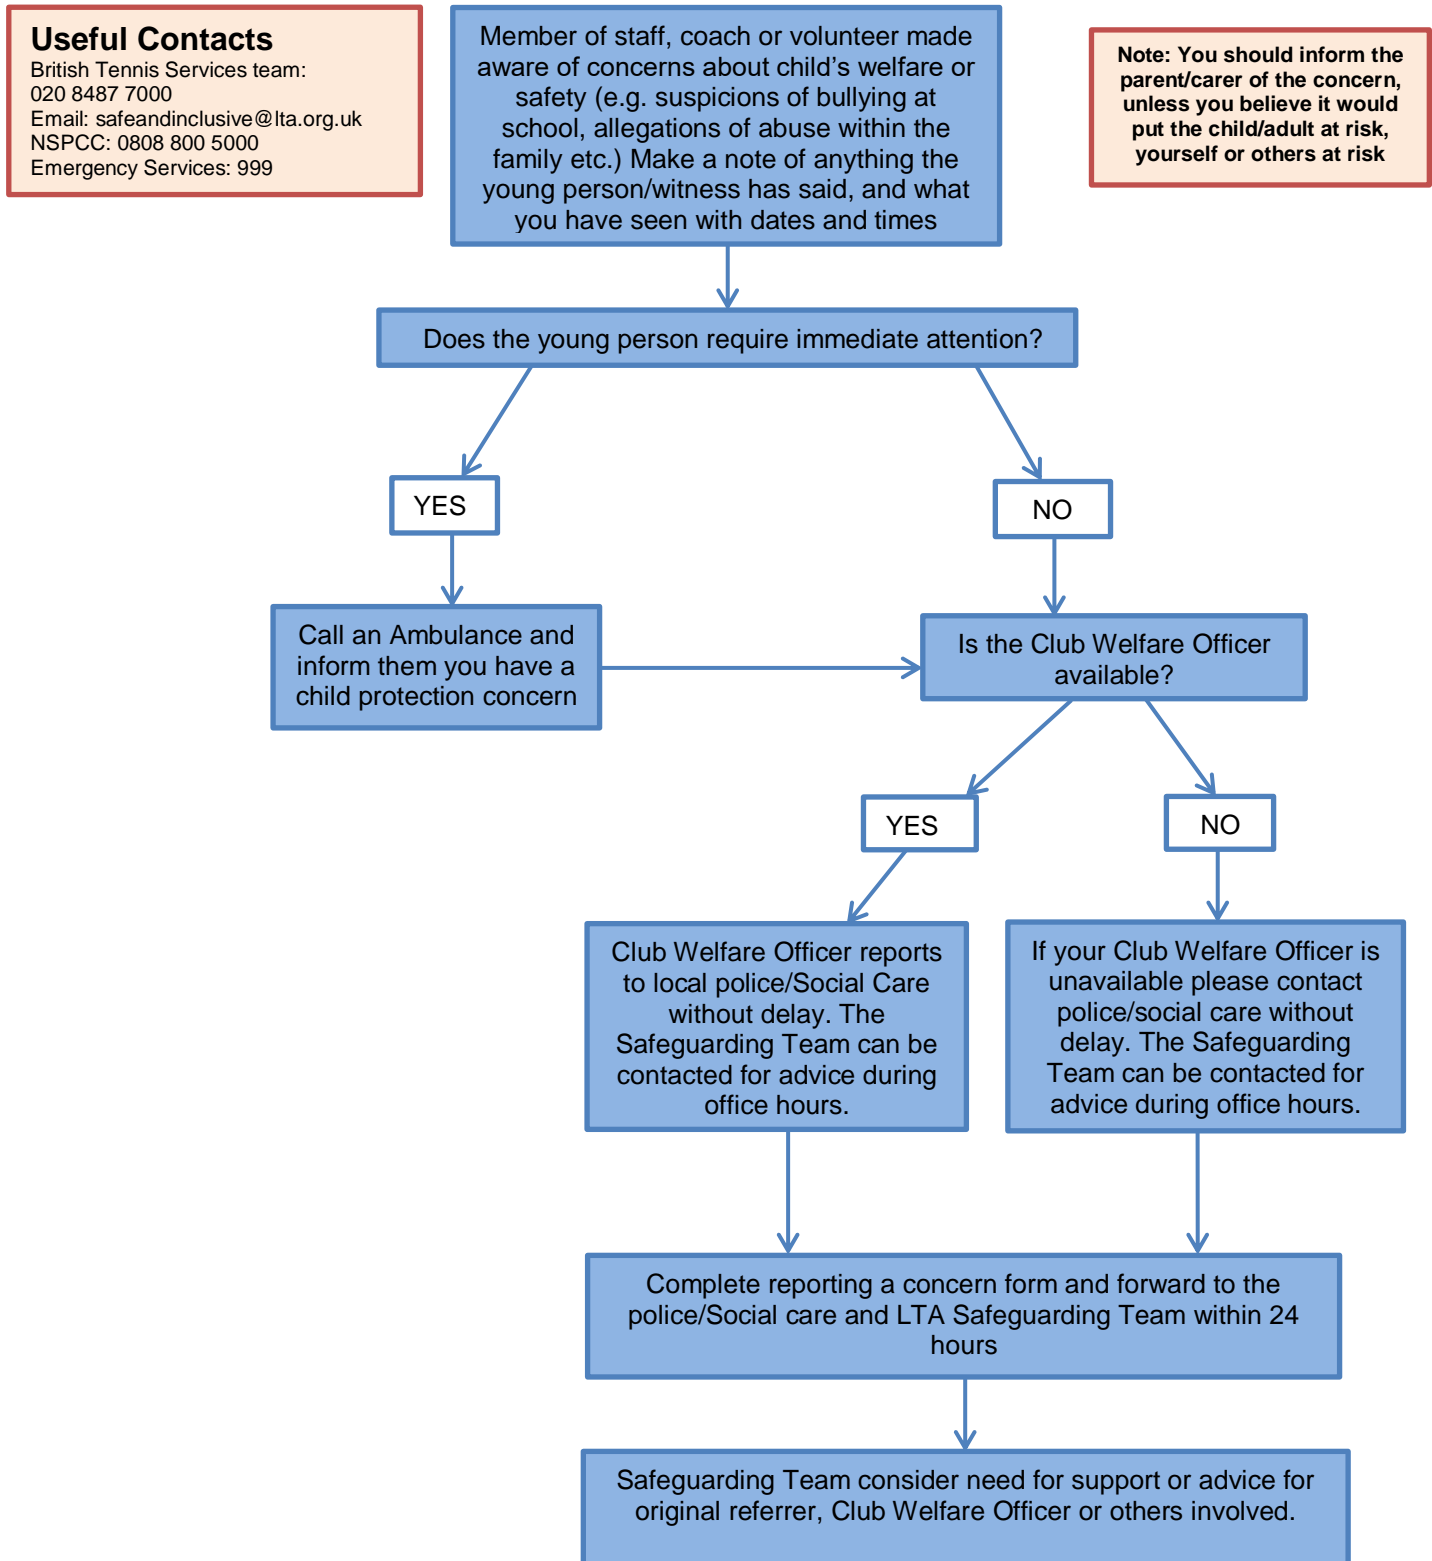 Useful Contacts
British Tennis Services team:
020 8487 7000
Email: safeandinclusive@lta.org.uk
NSPCC: 0808 800 5000
Emergency Services: 999
Member of staff, coach or volunteer made
aware of concerns about child's welfare or
safety (e.g. suspicions of bullying at
school, allegations of abuse within the
family etc.) Make a note of anything the
young person/witness has said, and what
you have seen with dates and times
Note: You should inform the
parent/carer of the concern,
unless you believe it would
put the child/adult at risk,
yourself or others at risk
Does the young person require immediate attention?
YES
NO
Call an Ambulance and
inform them you have a
child protection concern
Is the Club Welfare Officer
available?
YES
NO
Club Welfare Officer reports
to local police/Social Care
without delay. The
Safeguarding Team can be
contacted for advice during
office hours.
If your Club Welfare Officer is
unavailable please contact
police/social care without
delay. The Safeguarding
Team can be contacted for
advice during office hours.
Complete reporting a concern form and forward to the
police/Social care and LTA Safeguarding Team within 24
hours
Safeguarding Team consider need for support or advice for
original referrer, Club Welfare Officer or others involved.